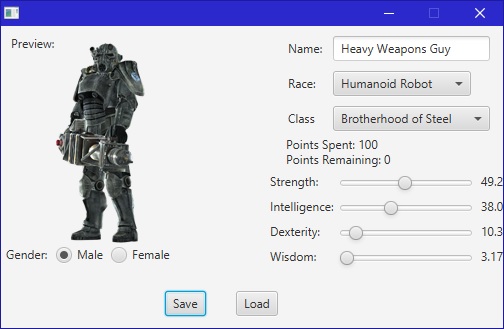 Preview:
Name: Heavy Weapons Guy
Race: Humanoid Robot
Class Brotherhood of Steel
Points Spent: 100
Points Remaining: 0
Strength: 49.2
Intelligence: 38.0
Dexterity: 10.3
Wisdom: 3.17
Gender: Male Female
Save Load